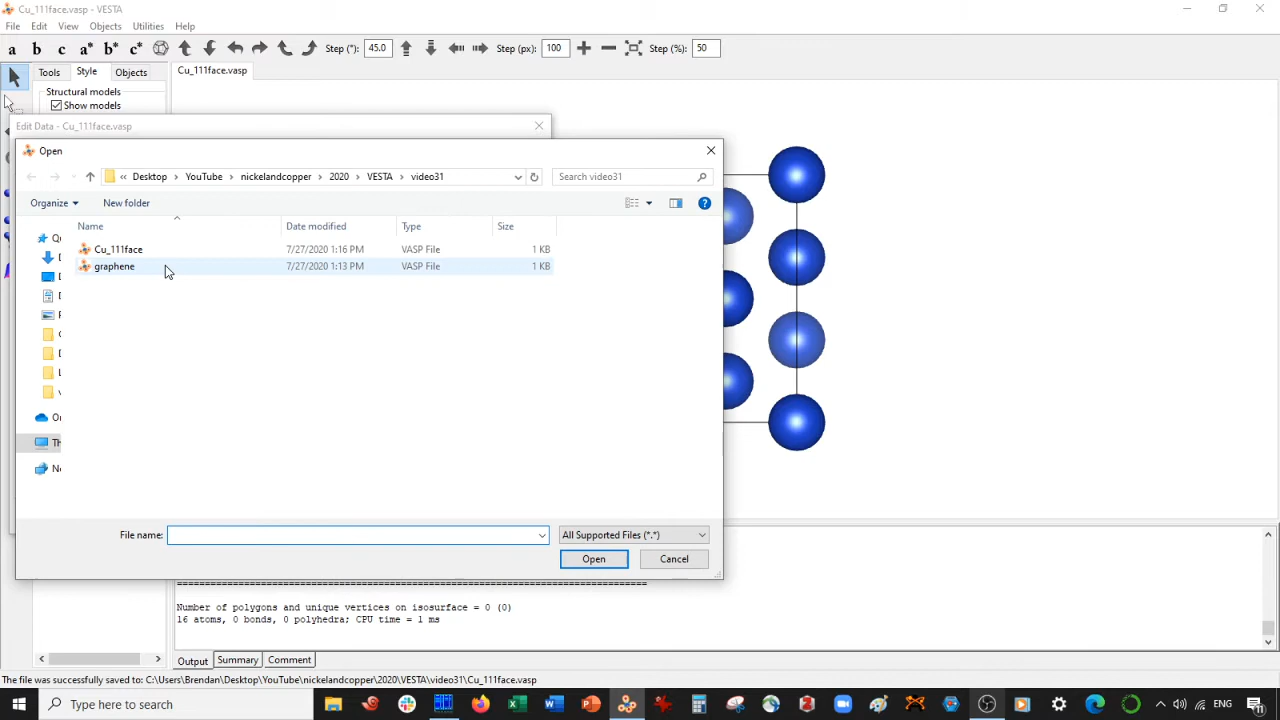 Cu_111face.vasp - VESTA
File Edit View Objects Utilities Help
a b c a* b* c* Step (°): 45.0 Step (px): 100 Step (%): 50
Tools Style Objects Cu_111face.vasp
Structural models
Show models
Edit Data - Cu_111face.vasp
Open
« Desktop › YouTube › nickelandcopper › 2020 › VESTA › video31 Search video31
Organize New folder
Name Date modified Type Size
Cu_111face 7/27/2020 1:16 PM VASP File 1 KB
graphene 7/27/2020 1:13 PM VASP File 1 KB
File name: All Supported Files (*.*)
Open Cancel
================================================================
Number of polygons and unique vertices on isosurface = 0 (0)
16 atoms, 0 bonds, 0 polyhedra; CPU time = 1 ms
Output Summary Comment
The file was successfully saved to: C:\Users\Brendan\Desktop\YouTube\nickelandcopper\2020\VESTA\video31\Cu_111face.vasp
Type here to search ENG